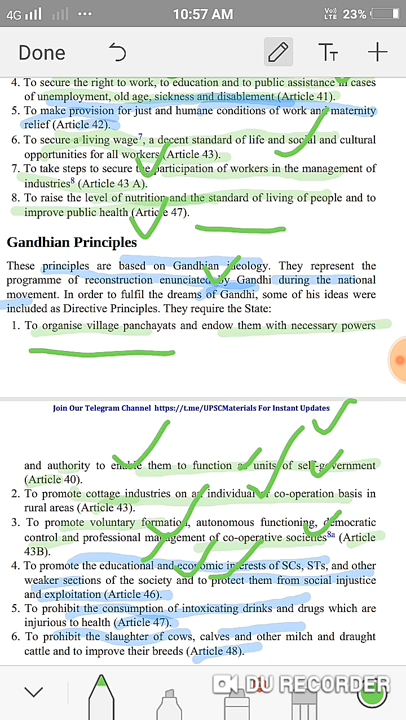 4G 10:57 AM VoD LTE 23%
Done TT +
4. To secure the right to work, to education and to public assistance in cases
of unemployment, old age, sickness and disablement (Article 41).
5. To make provision for just and humane conditions of work and maternity
relief (Article 42).
6. To secure a living wage7, a decent standard of life and social and cultural
opportunities for all workers (Article 43).
7. To take steps to secure the participation of workers in the management of
industries8 (Article 43 A).
8. To raise the level of nutrition and the standard of living of people and to
improve public health (Article 47).
Gandhian Principles
These principles are based on Gandhian ideology. They represent the
programme of reconstruction enunciated by Gandhi during the national
movement. In order to fulfil the dreams of Gandhi, some of his ideas were
included as Directive Principles. They require the State:
1. To organise village panchayats and endow them with necessary powers
Join Our Telegram Channel https://t.me/UPSCMaterials For Instant Updates
and authority to enable them to function as units of self-government
(Article 40).
2. To promote cottage industries on an individual or co-operation basis in
rural areas (Article 43).
3. To promote voluntary formation, autonomous functioning, democratic
control and professional management of co-operative societies8a (Article
43B).
4. To promote the educational and economic interests of SCs, STs, and other
weaker sections of the society and to protect them from social injustice
and exploitation (Article 46).
5. To prohibit the consumption of intoxicating drinks and drugs which are
injurious to health (Article 47).
6. To prohibit the slaughter of cows, calves and other milch and draught
cattle and to improve their breeds (Article 48).
DU RECORDER